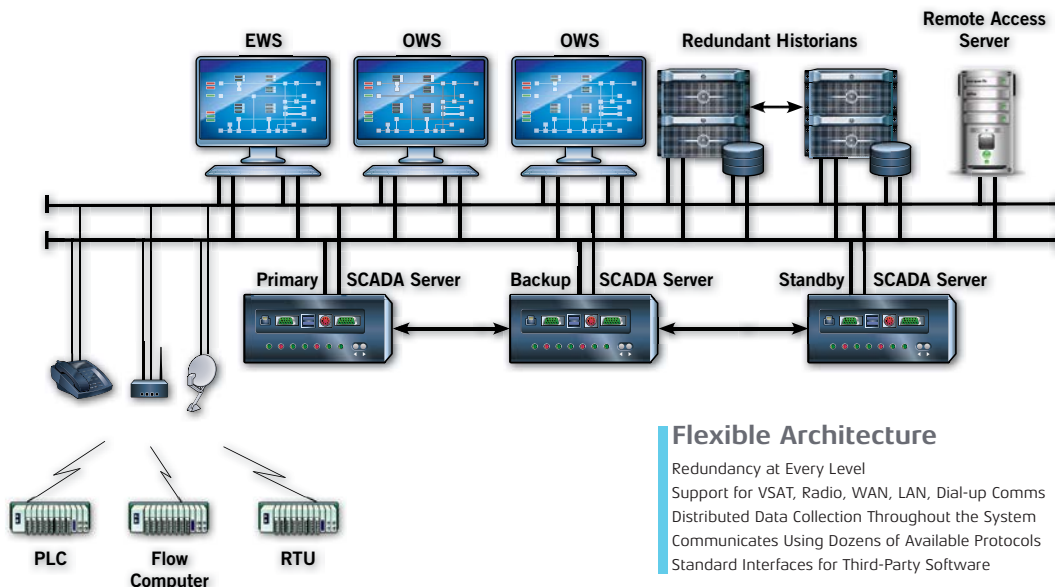 EWS
OWS
OWS
Redundant Historians
Remote Access
Server
Primary
SCADA Server
Backup
SCADA Server
Standby
SCADA Server
PLC
Flow
Computer
RTU
Flexible Architecture
Redundancy at Every Level
Support for VSAT, Radio, WAN, LAN, Dial-up Comms
Distributed Data Collection Throughout the System
Communicates Using Dozens of Available Protocols
Standard Interfaces for Third-Party Software